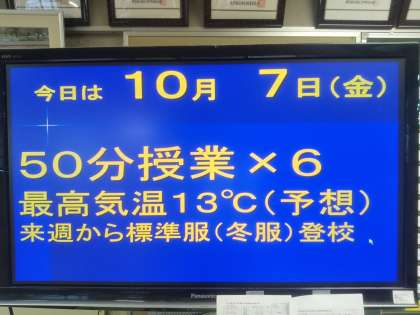 今日は 10月 7日(金)
50分授業×6
最高気温13℃(予想)
来週から標準服(冬服)登校
Panasonic